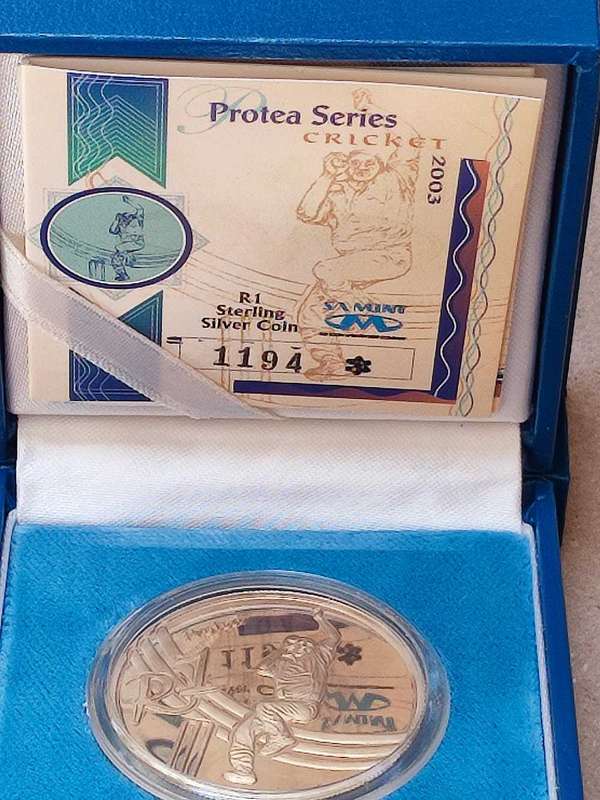 Protea Series
CRICKET
2003
R1
Sterling
Silver Coin
SA MINT
1194